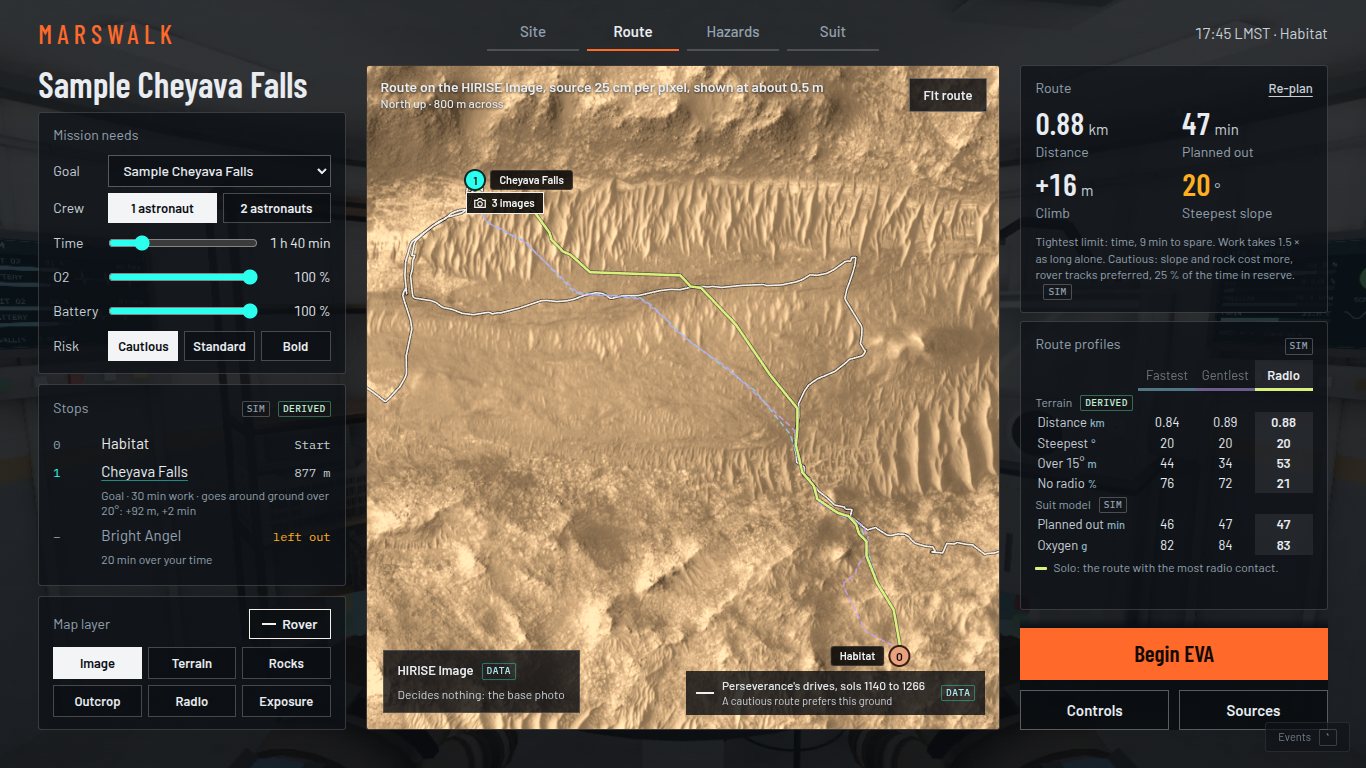 MARSWALK
Site
Route
Hazards
Suit
17:45 LMST · Habitat
Sample Cheyava Falls
Mission needs
Goal
Sample Cheyava Falls
Crew
1 astronaut
2 astronauts
Time
1 h 40 min
O2
100 %
Battery
100 %
Risk
Cautious
Standard
Bold
Stops
SIM
DERIVED
0
Habitat
Start
1
Cheyava Falls
877 m
Goal · 30 min work · goes around ground over
20°: +92 m, +2 min
–
Bright Angel
left out
20 min over your time
Map layer
Rover
Image
Terrain
Rocks
Outcrop
Radio
Exposure
Route on the HIRISE Image, source 25 cm per pixel, shown at about 0.5 m
North up · 800 m across
Fit route
1
Cheyava Falls
3 images
Habitat
0
HIRISE Image
DATA
Decides nothing: the base photo
Perseverance's drives, sols 1140 to 1266
A cautious route prefers this ground
DATA
Route
Re-plan
0.88 km
Distance
47 min
Planned out
+16 m
Climb
20 °
Steepest slope
Tightest limit: time, 9 min to spare. Work takes 1.5 ×
as long alone. Cautious: slope and rock cost more,
rover tracks preferred, 25 % of the time in reserve.
SIM
Route profiles
SIM
Fastest
Gentlest
Radio
Terrain
DERIVED
Distance km
0.84
0.89
0.88
Steepest °
20
20
20
Over 15° m
44
34
53
No radio %
76
72
21
Suit model
SIM
Planned out min
46
47
47
Oxygen g
82
84
83
Solo: the route with the most radio contact.
Begin EVA
Controls
Sources
Events
`